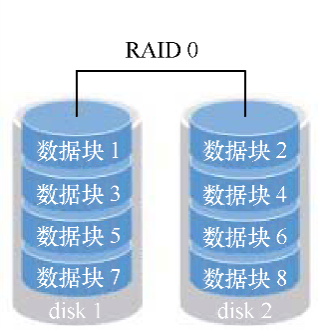 RAID 0
数据块 1
数据块 2
数据块 3
数据块 4
数据块 5
数据块 6
数据块 7
数据块 8
disk 1
disk 2